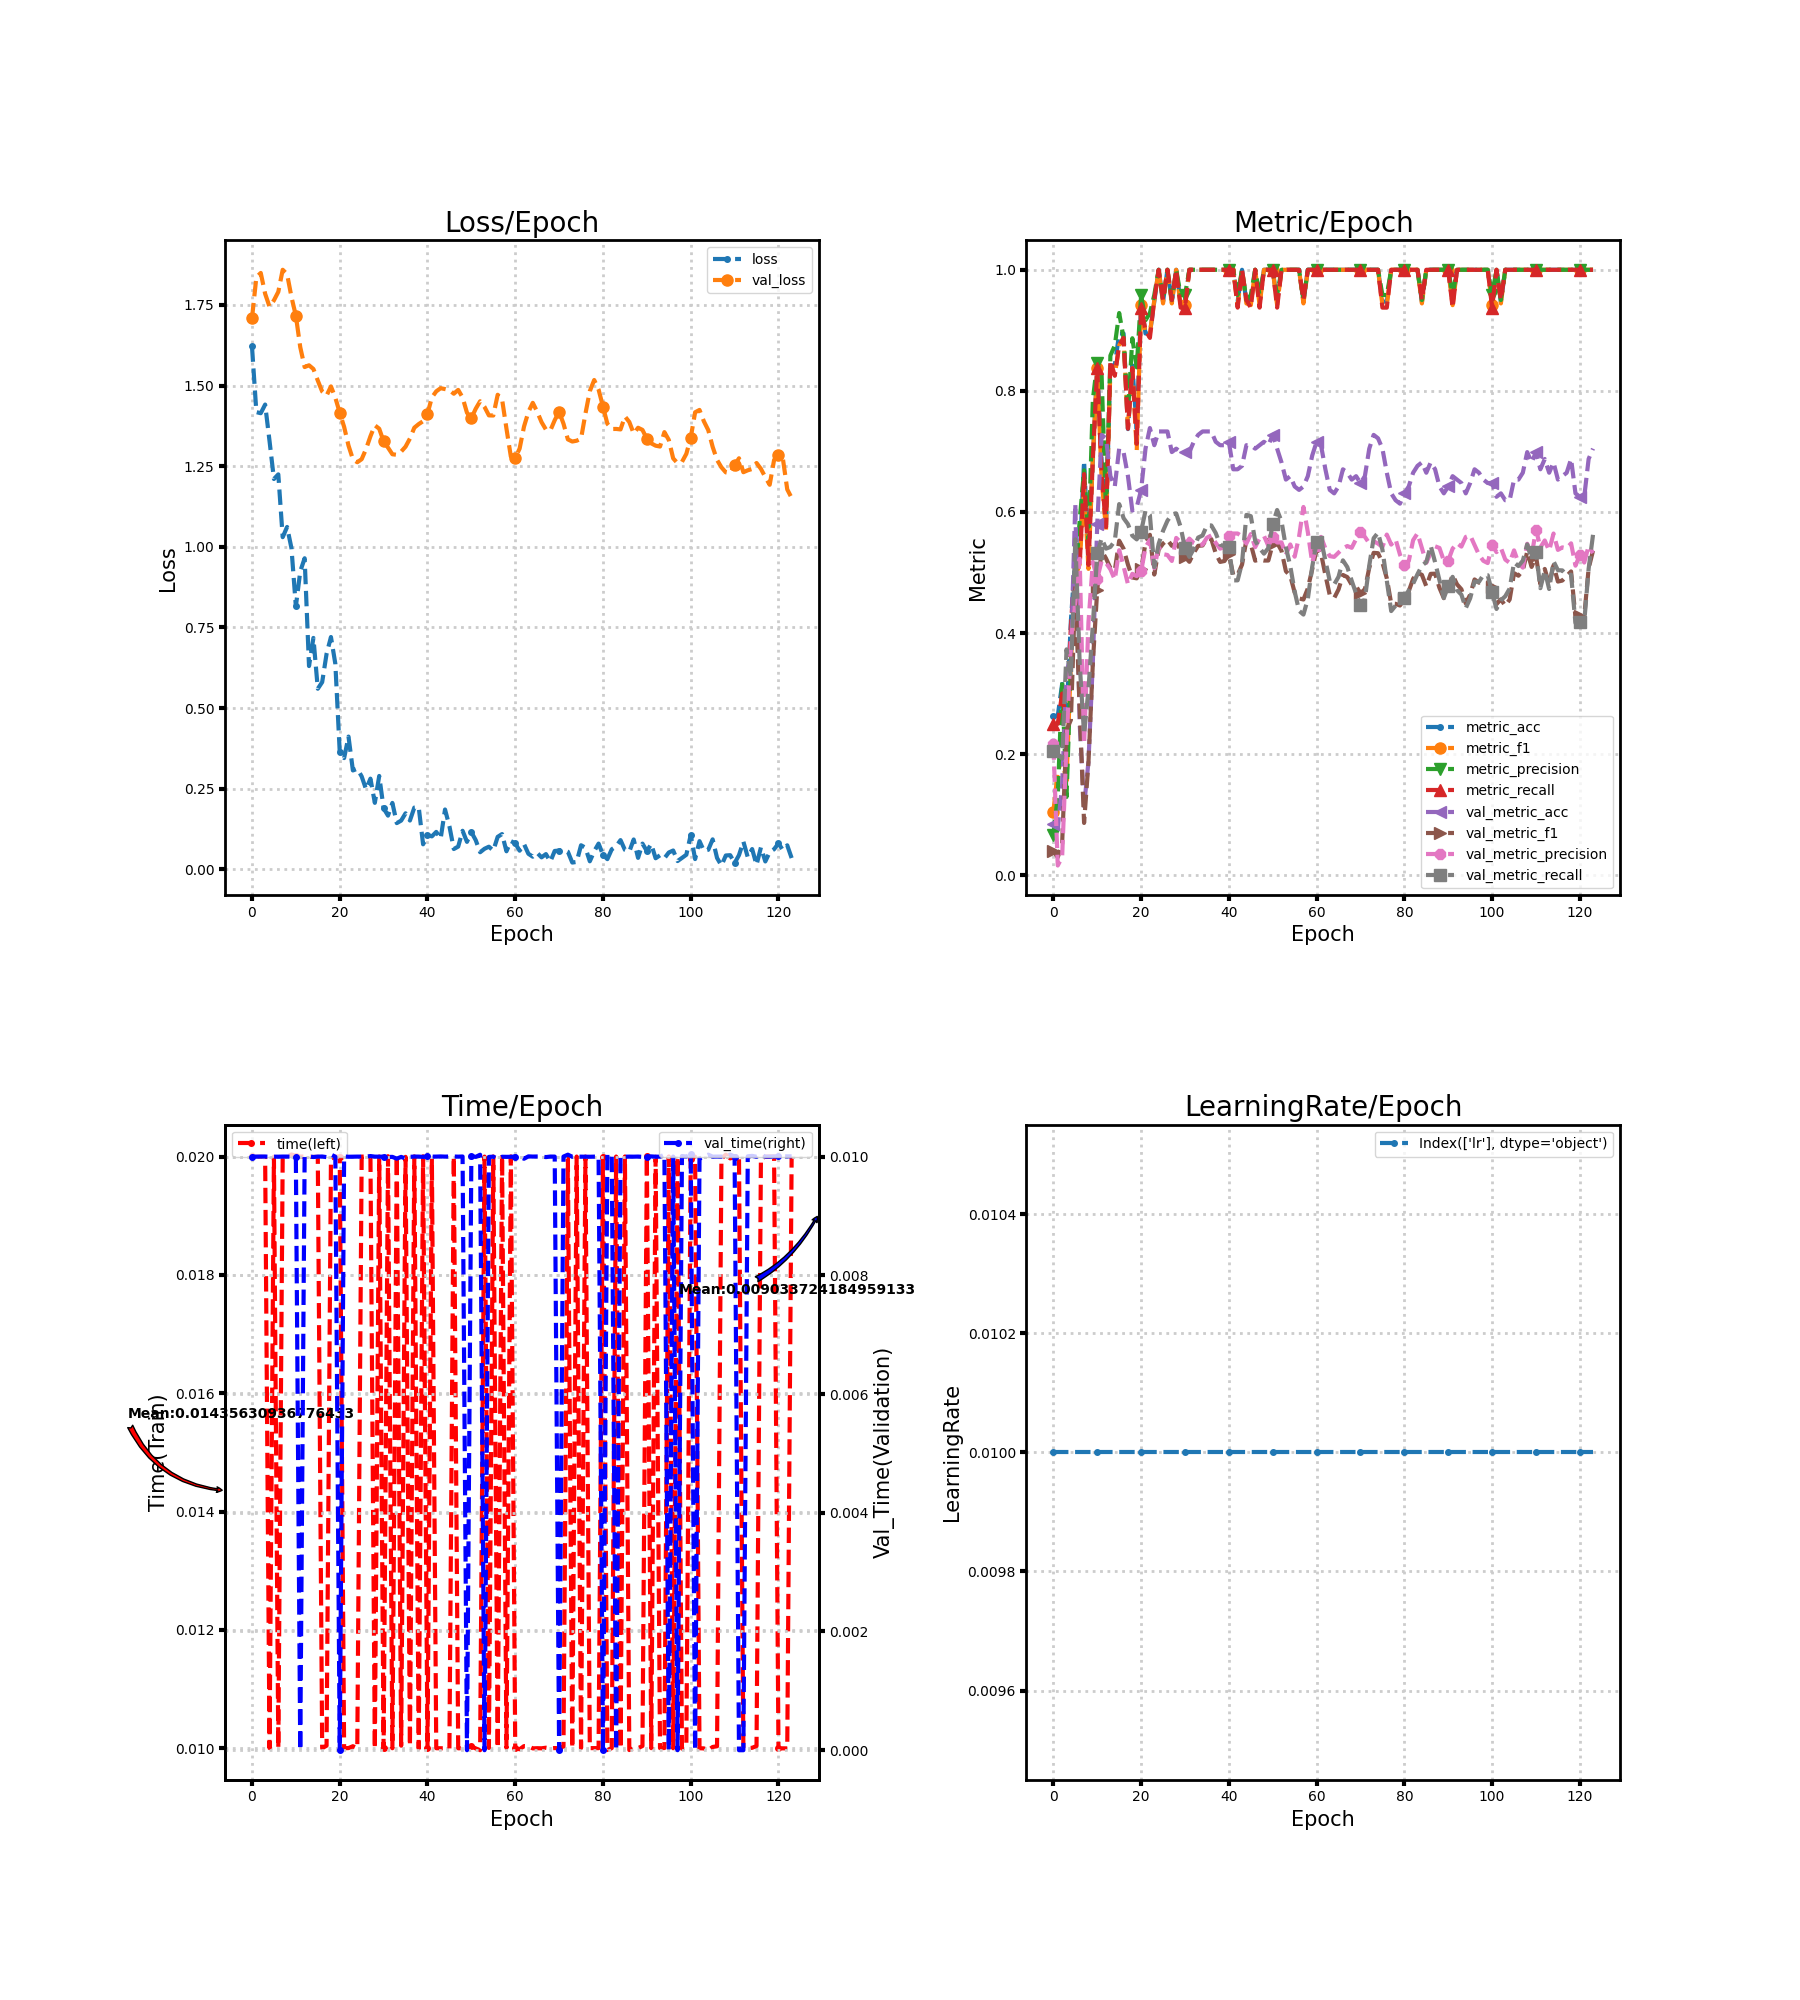 Loss/Epoch
loss
val_loss
1.75
1.50
1.25
1.00
0.75
0.50
0.25
0.00
Loss
0 20 40 60 80 100 120
Epoch
Metric/Epoch
1.0
0.8
0.6
0.4
0.2
0.0
Metric
metric_acc
metric_f1
metric_precision
metric_recall
val_metric_acc
val_metric_f1
val_metric_precision
val_metric_recall
0 20 40 60 80 100 120
Epoch
Time/Epoch
time(left)
val_time(right)
0.020
0.018
0.016
0.014
0.012
0.010
Time(Train)
0.010
0.008
0.006
0.004
0.002
0.000
Val_Time(Validation)
Mean:0.009033724184959133
0 20 40 60 80 100 120
Epoch
LearningRate/Epoch
Index(['lr'], dtype='object')
0.0104
0.0102
0.0100
0.0098
0.0096
LearningRate
0 20 40 60 80 100 120
Epoch